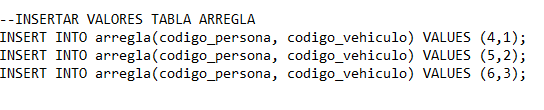 --INSERTAR VALORES TABLA ARREGLA
INSERT INTO arregla(codigo_persona, codigo_vehiculo) VALUES (4,1);
INSERT INTO arregla(codigo_persona, codigo_vehiculo) VALUES (5,2);
INSERT INTO arregla(codigo_persona, codigo_vehiculo) VALUES (6,3);